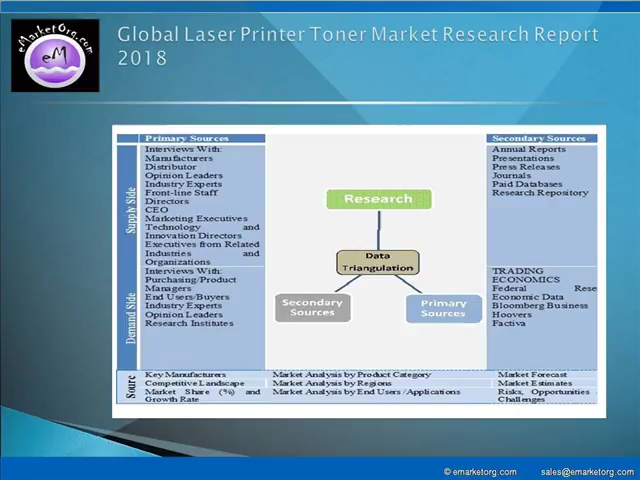 eMarketOrg.com
eM
Global Laser Printer Toner Market Research Report
2018
Primary Sources
Secondary Sources
Supply Side
Interviews With:
Manufacturers
Distributor
Opinion Leaders
Industry Experts
Front-line Staff
Directors
CEO
Marketing Executives
Technology and
Innovation Directors
Executives from Related
Industries and
Organizations
Annual Reports
Presentations
Press Releases
Journals
Paid Databases
Research Repository
Research
Data
Triangulation
Secondary
Sources
Primary
Sources
Demand Side
Interviews With:
Purchasing/Product
Managers
End Users/Buyers
Industry Experts
Opinion Leaders
Research Institutes
TRADING
ECONOMICS
Federal Rese
Economic Data
Bloomberg Business
Hoovers
Factiva
Sourc
Key Manufacturers
Competitive Landscape
Market Share (%) and
Growth Rate
Market Analysis by Product Category
Market Analysis by Regions
Market Analysis by End Users /Applications
Market Forecast
Market Estimates
Risks, Opportunities
Challenges
© emarketorg.com sales@emarketorg.com